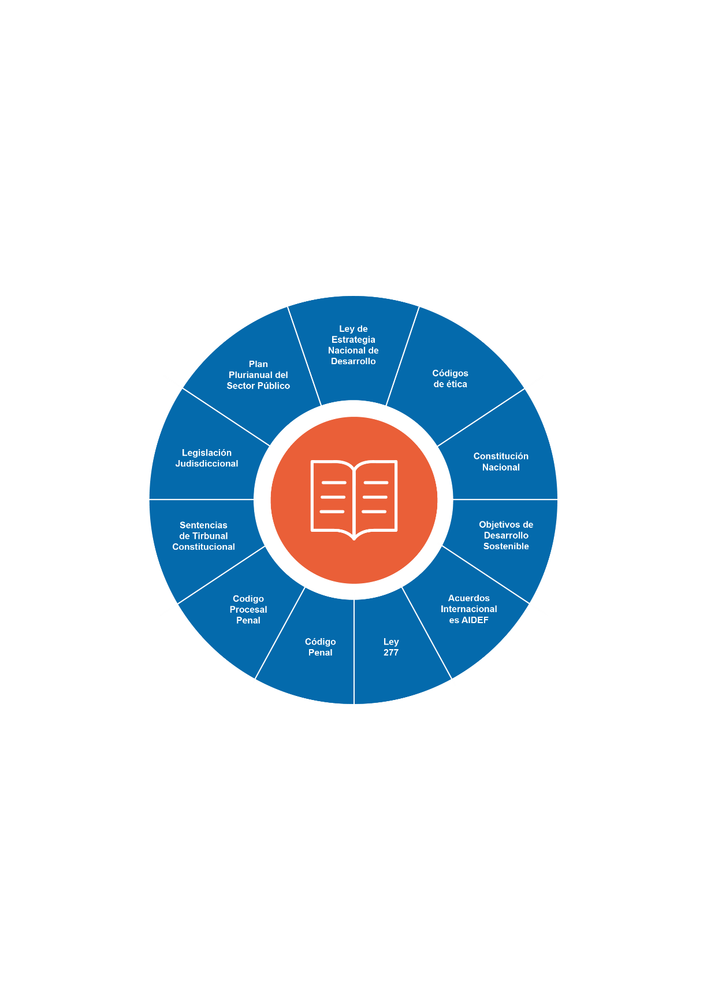 Ley de
Estrategia
Nacional de
Desarrollo
Códigos
de ética
Constitución
Nacional
Objetivos de
Desarrollo
Sostenible
Acuerdos
Internacional
es AIDEF
Ley
277
Código
Penal
Codigo
Procesal
Penal
Sentencias
de Tirbunal
Constitucional
Legislación
Judisdiccional
Plan
Plurianual del
Sector Público